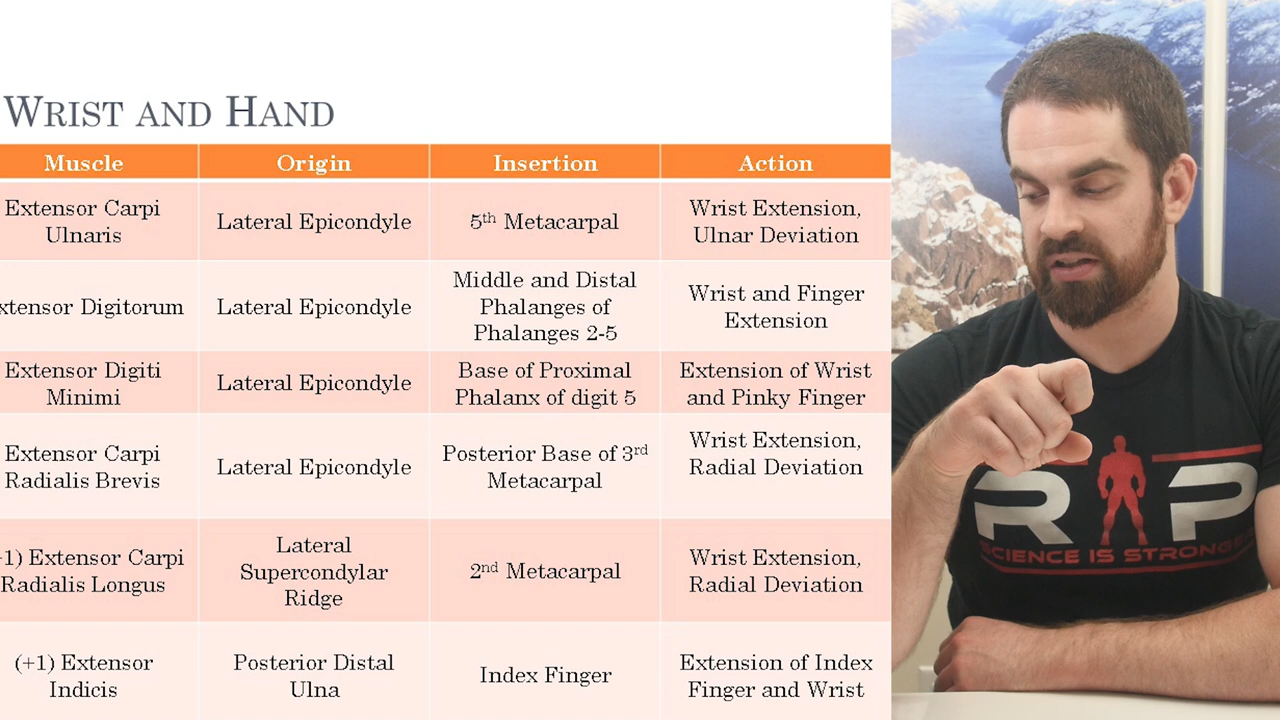 WRIST AND HAND
Muscle
Origin
Insertion
Action
Extensor Carpi
Ulnaris
Lateral Epicondyle
5th Metacarpal
Wrist Extension,
Ulnar Deviation
xtensor Digitorum
Lateral Epicondyle
Middle and Distal
Phalanges of
Phalanges 2-5
Wrist and Finger
Extension
Extensor Digiti
Minimi
Lateral Epicondyle
Base of Proximal
Phalanx of digit 5
Extension of Wrist
and Pinky Finger
Extensor Carpi
Radialis Brevis
Lateral Epicondyle
Posterior Base of 3rd
Metacarpal
Wrist Extension,
Radial Deviation
+1) Extensor Carpi
Radialis Longus
Lateral
Supercondylar
Ridge
2nd Metacarpal
Wrist Extension,
Radial Deviation
(+1) Extensor
Indicis
Posterior Distal
Ulna
Index Finger
Extension of Index
Finger and Wrist
R P
SCIENCE IS STRONGE